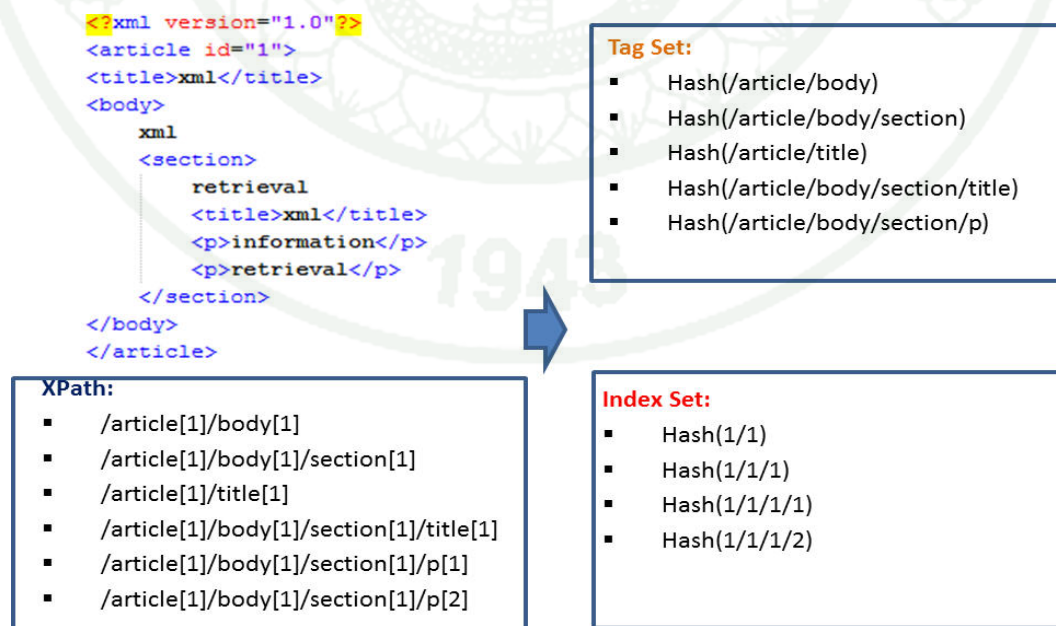 <?xml version="1.0"?>
<article id="1">
<title>xml</title>
<body>
xml
<section>
retrieval
<title>xml</title>
<p>information</p>
<p>retrieval</p>
</section>
</body>
</article>
XPath:
▪ /article[1]/body[1]
▪ /article[1]/body[1]/section[1]
▪ /article[1]/title[1]
▪ /article[1]/body[1]/section[1]/title[1]
▪ /article[1]/body[1]/section[1]/p[1]
▪ /article[1]/body[1]/section[1]/p[2]
1943
Tag Set:
▪ Hash(/article/body)
▪ Hash(/article/body/section)
▪ Hash(/article/title)
▪ Hash(/article/body/section/title)
▪ Hash(/article/body/section/p)
Index Set:
▪ Hash(1/1)
▪ Hash(1/1/1)
▪ Hash(1/1/1/1)
▪ Hash(1/1/1/2)